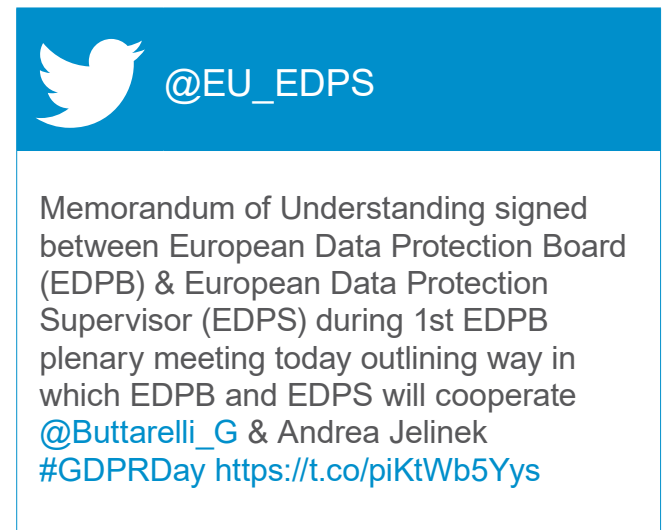 @EU_EDPS
Memorandum of Understanding signed
between European Data Protection Board
(EDPB) & European Data Protection
Supervisor (EDPS) during 1st EDPB
plenary meeting today outlining way in
which EDPB and EDPS will cooperate
@Buttarelli_G & Andrea Jelinek
#GDPRDay https://t.co/piKtWb5Yys